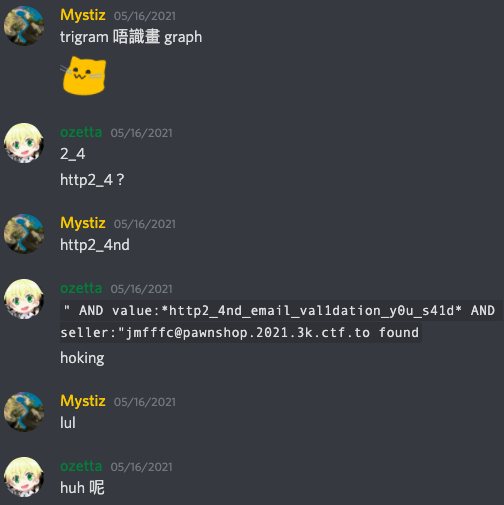 Mystiz 05/16/2021
trigram 唔識畫 graph
ozetta 05/16/2021
2_4
http2_4？
Mystiz 05/16/2021
http2_4nd
ozetta 05/16/2021
" AND value:*http2_4nd_email_val1dation_y0u_s41d* AND
seller:"jmfffc@pawnshop.2021.3k.ctf.to found
hoking
Mystiz 05/16/2021
lul
ozetta 05/16/2021
huh 呢